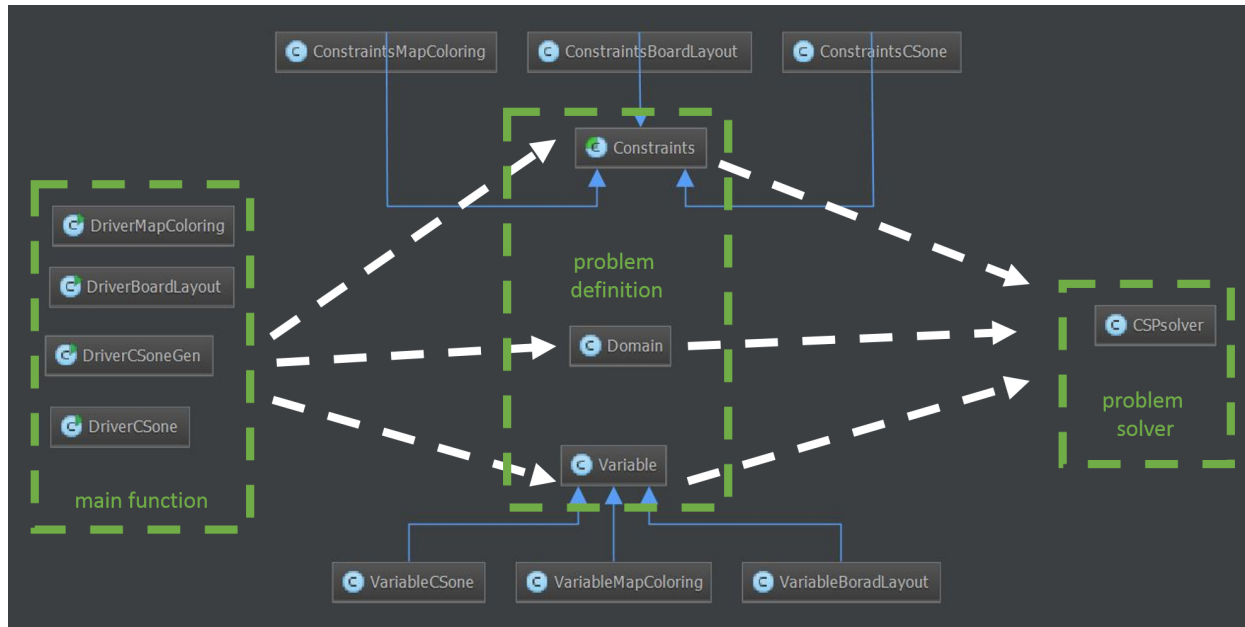 ConstraintsMapColoring
ConstraintsBoardLayout
ConstraintsCSone
Constraints
DriverMapColoring
DriverBoardLayout
DriverCSoneGen
DriverCSone
main function
problem
definition
Domain
Variable
CSPsolver
problem
solver
VariableCSone
VariableMapColoring
VariableBoradLayout